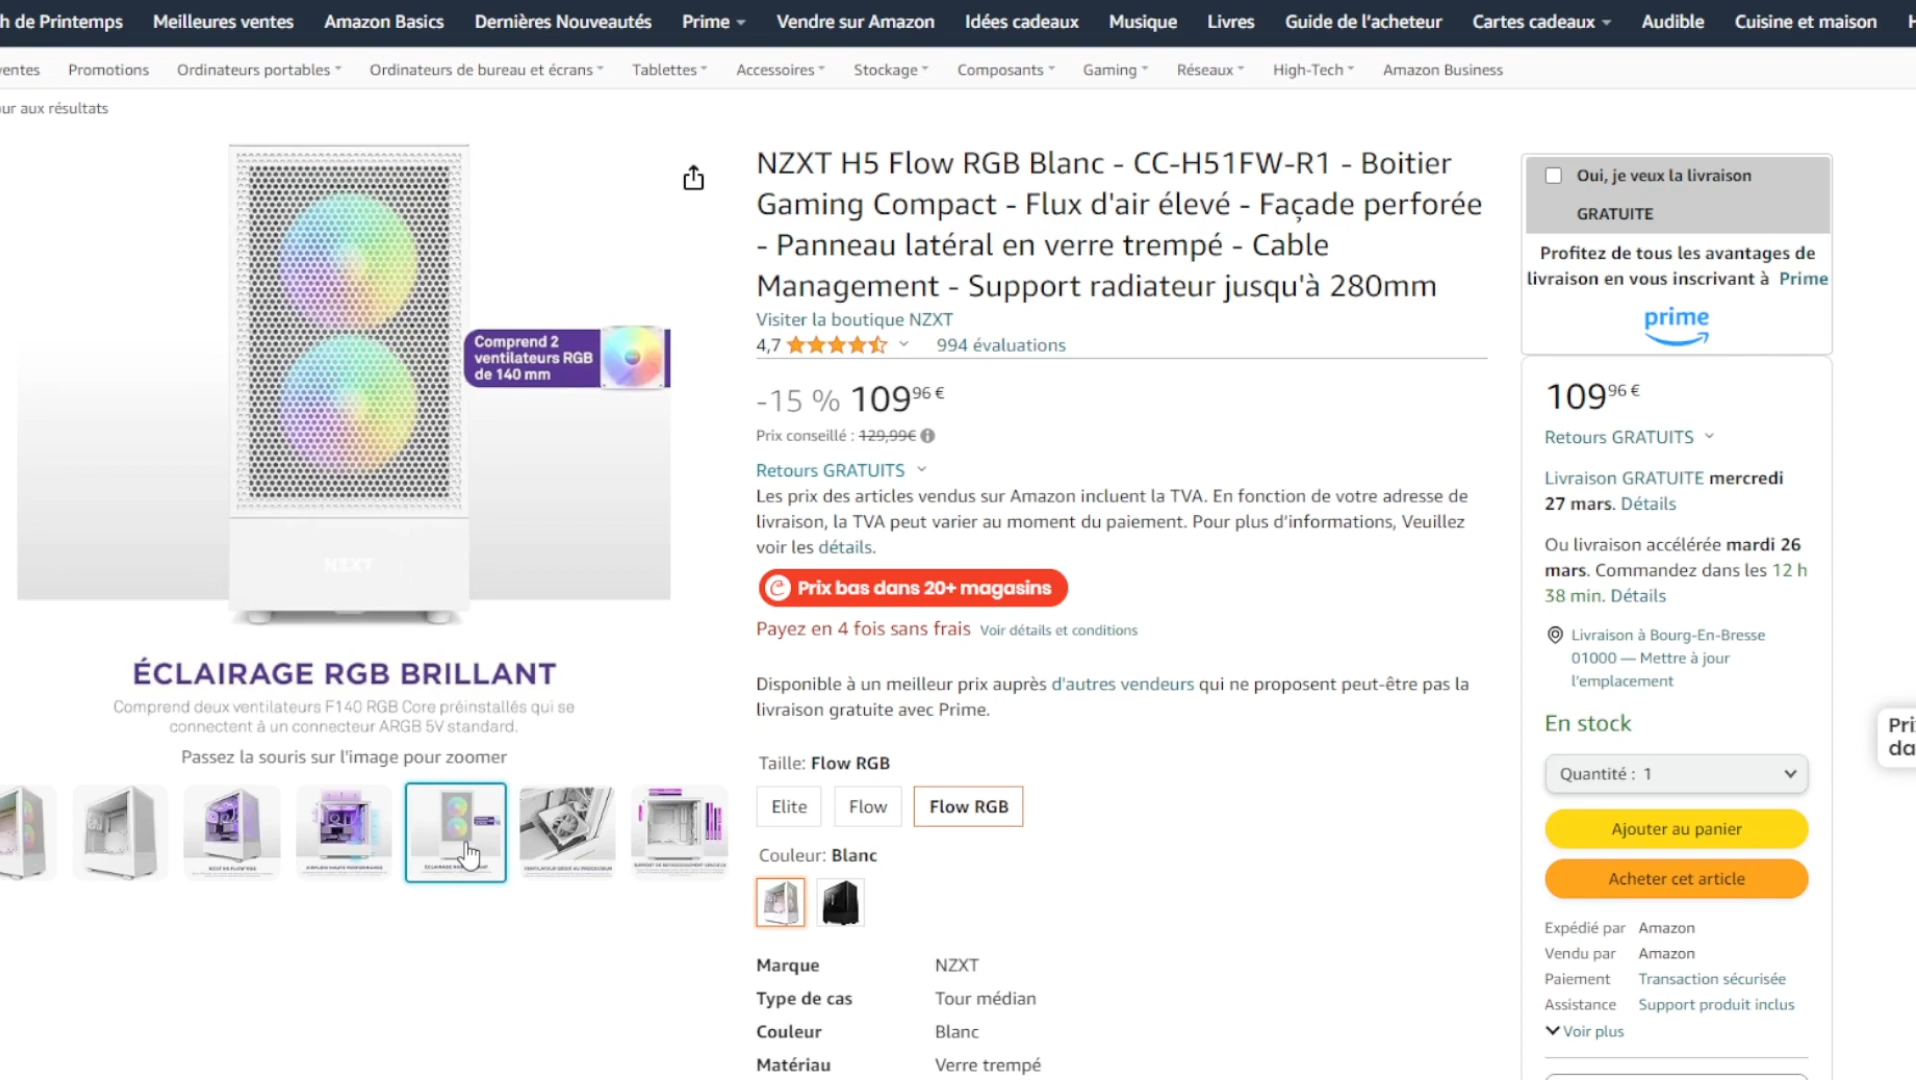 h de Printemps Meilleures ventes Amazon Basics Dernières Nouveautés Prime Vendre sur Amazon Idées cadeaux Musique Livres Guide de l'acheteur Cartes cadeaux Audible Cuisine et maison
ventes Promotions Ordinateurs portables Ordinateurs de bureau et écrans Tablettes Accessoires Stockage Composants Gaming Réseaux High-Tech Amazon Business
ur aux résultats
NZXT
Comprend 2
ventilateurs RGB
de 140 mm
ÉCLAIRAGE RGB BRILLANT
Comprend deux ventilateurs F140 RGB Core préinstallés qui se
connectent à un connecteur ARGB 5V standard.
Passez la souris sur l'image pour zoomer
NZXT H5 Flow RGB Blanc - CC-H51FW-R1 - Boitier
Gaming Compact - Flux d'air élevé - Façade perforée
- Panneau latéral en verre trempé - Cable
Management - Support radiateur jusqu'à 280mm
Visiter la boutique NZXT
4,7 994 évaluations
-15 % 109 96 €
Prix conseillé : 129,99€
Retours GRATUITS
Les prix des articles vendus sur Amazon incluent la TVA. En fonction de votre adresse de
livraison, la TVA peut varier au moment du paiement. Pour plus d'informations, Veuillez
voir les détails.
Prix bas dans 20+ magasins
Payez en 4 fois sans frais Voir détails et conditions
Disponible à un meilleur prix auprès d'autres vendeurs qui ne proposent peut-être pas la
livraison gratuite avec Prime.
Taille: Flow RGB
Elite Flow Flow RGB
Couleur: Blanc
Marque NZXT
Type de cas Tour médian
Couleur Blanc
Matériau Verre trempé
Oui, je veux la livraison
GRATUITE
Profitez de tous les avantages de
livraison en vous inscrivant à Prime
prime
109 96 €
Retours GRATUITS
Livraison GRATUITE mercredi
27 mars. Détails
Ou livraison accélérée mardi 26
mars. Commandez dans les 12 h
38 min. Détails
Livraison à Bourg-En-Bresse
01000 — Mettre à jour
l'emplacement
En stock
Quantité : 1
Ajouter au panier
Acheter cet article
Expédié par Amazon
Vendu par Amazon
Paiement Transaction sécurisée
Assistance Support produit inclus
Voir plus
Pri
da